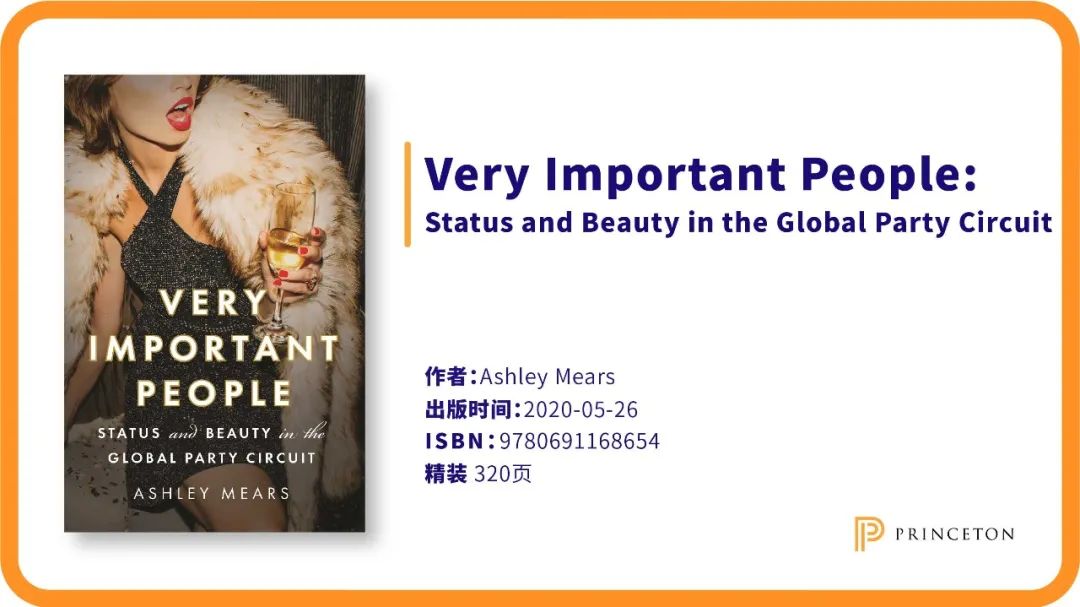 VERY
IMPORTANT
PEOPLE
STATUS and BEAUTY in the
GLOBAL PARTY CIRCUIT
ASHLEY MEARS
Very Important People:
Status and Beauty in the Global Party Circuit
作者:Ashley Mears
出版时间:2020-05-26
ISBN:9780691168654
精装 320页
PRINCETON